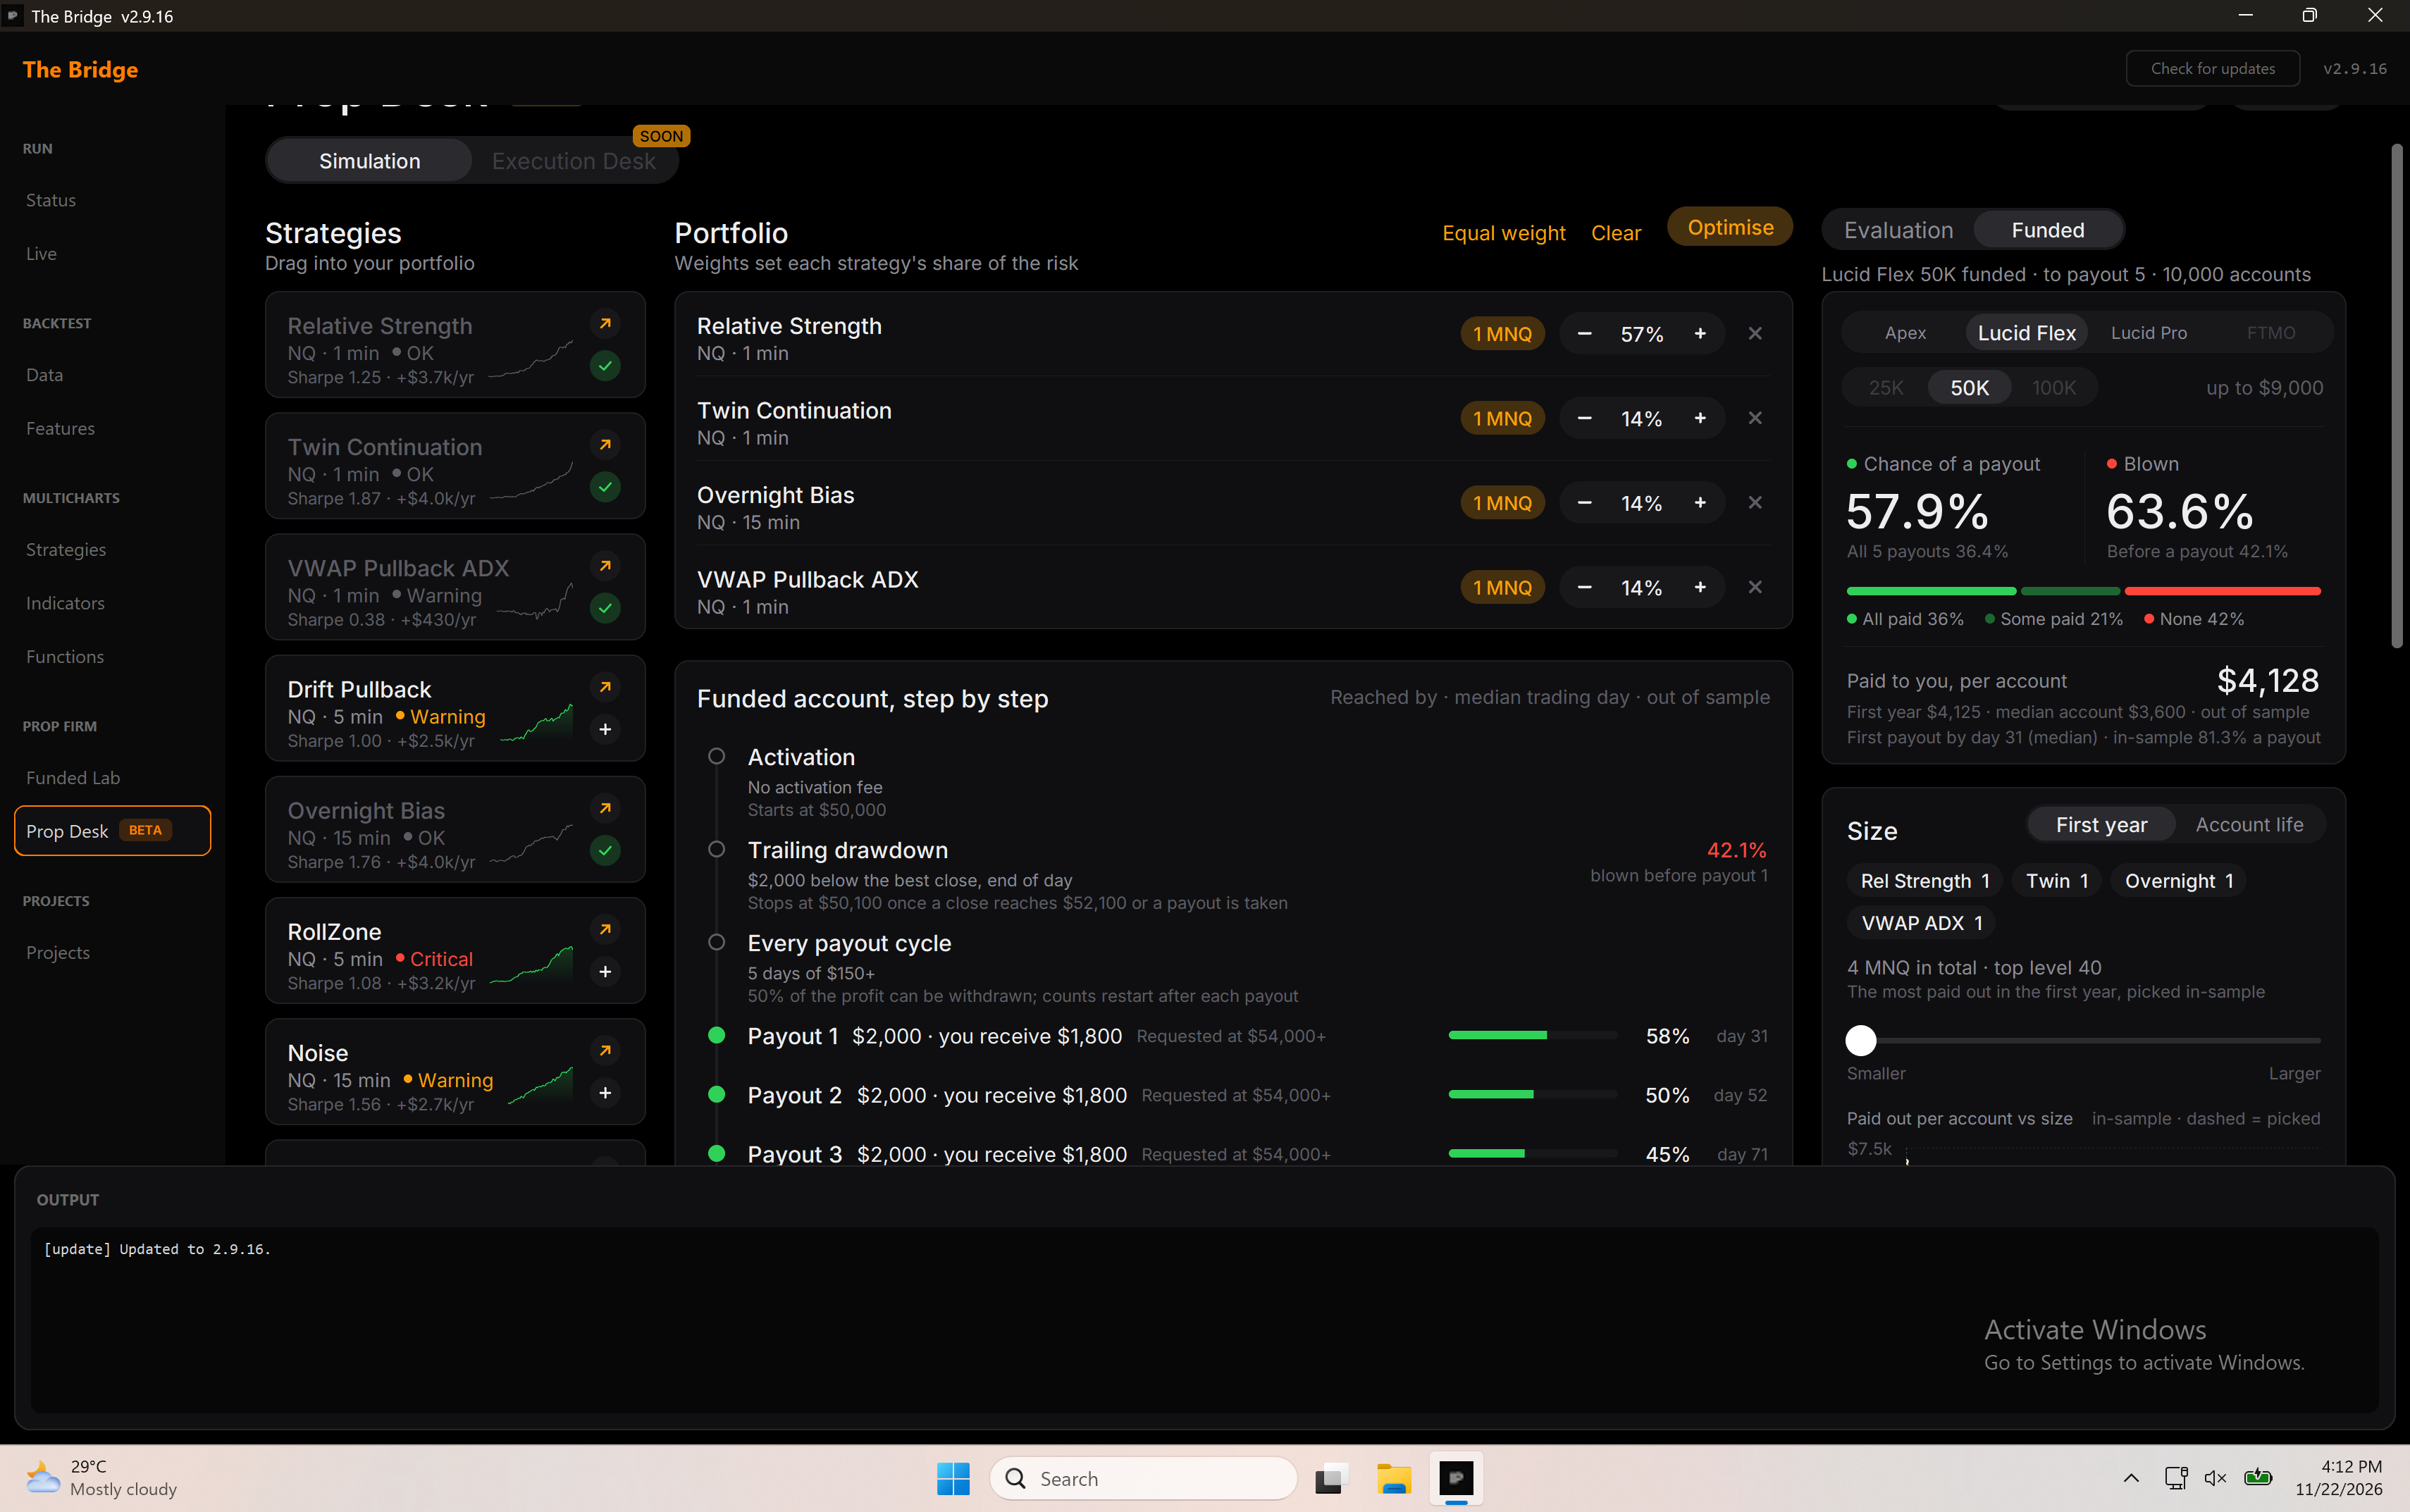 The Bridge v2.9.16
The Bridge
Check for updates
v2.9.16
RUN
Status
Live
BACKTEST
Data
Features
MULTICHARTS
Strategies
Indicators
Functions
PROP FIRM
Funded Lab
Prop Desk BETA
PROJECTS
Projects
Prop Desk
Simulation
Execution Desk
SOON
Strategies
Drag into your portfolio
Relative Strength
NQ · 1 min OK
Sharpe 1.25 · +$3.7k/yr
Twin Continuation
NQ · 1 min OK
Sharpe 1.87 · +$4.0k/yr
VWAP Pullback ADX
NQ · 1 min Warning
Sharpe 0.38 · +$430/yr
Drift Pullback
NQ · 5 min Warning
Sharpe 1.00 · +$2.5k/yr
Overnight Bias
NQ · 15 min OK
Sharpe 1.76 · +$4.0k/yr
RollZone
NQ · 5 min Critical
Sharpe 1.08 · +$3.2k/yr
Noise
NQ · 15 min Warning
Sharpe 1.56 · +$2.7k/yr
Portfolio
Weights set each strategy's share of the risk
Equal weight Clear Optimise
Relative Strength
NQ · 1 min
1 MNQ − 57% + ×
Twin Continuation
NQ · 1 min
1 MNQ − 14% + ×
Overnight Bias
NQ · 15 min
1 MNQ − 14% + ×
VWAP Pullback ADX
NQ · 1 min
1 MNQ − 14% + ×
Funded account, step by step
Reached by · median trading day · out of sample
Activation
No activation fee
Starts at $50,000
Trailing drawdown
$2,000 below the best close, end of day
Stops at $50,100 once a close reaches $52,100 or a payout is taken
42.1%
blown before payout 1
Every payout cycle
5 days of $150+
50% of the profit can be withdrawn; counts restart after each payout
Payout 1 $2,000 · you receive $1,800 Requested at $54,000+ 58% day 31
Payout 2 $2,000 · you receive $1,800 Requested at $54,000+ 50% day 52
Payout 3 $2,000 · you receive $1,800 Requested at $54,000+ 45% day 71
Evaluation Funded
Lucid Flex 50K funded · to payout 5 · 10,000 accounts
Apex Lucid Flex Lucid Pro FTMO
25K 50K 100K up to $9,000
Chance of a payout
57.9%
All 5 payouts 36.4%
Blown
63.6%
Before a payout 42.1%
All paid 36% Some paid 21% None 42%
Paid to you, per account $4,128
First year $4,125 · median account $3,600 · out of sample
First payout by day 31 (median) · in-sample 81.3% a payout
Size
First year Account life
Rel Strength 1 Twin 1 Overnight 1
VWAP ADX 1
4 MNQ in total · top level 40
The most paid out in the first year, picked in-sample
Smaller Larger
Paid out per account vs size in-sample · dashed = picked
$7.5k
OUTPUT
[update] Updated to 2.9.16.
Activate Windows
Go to Settings to activate Windows.
29°C
Mostly cloudy
Search
4:12 PM
11/22/2026